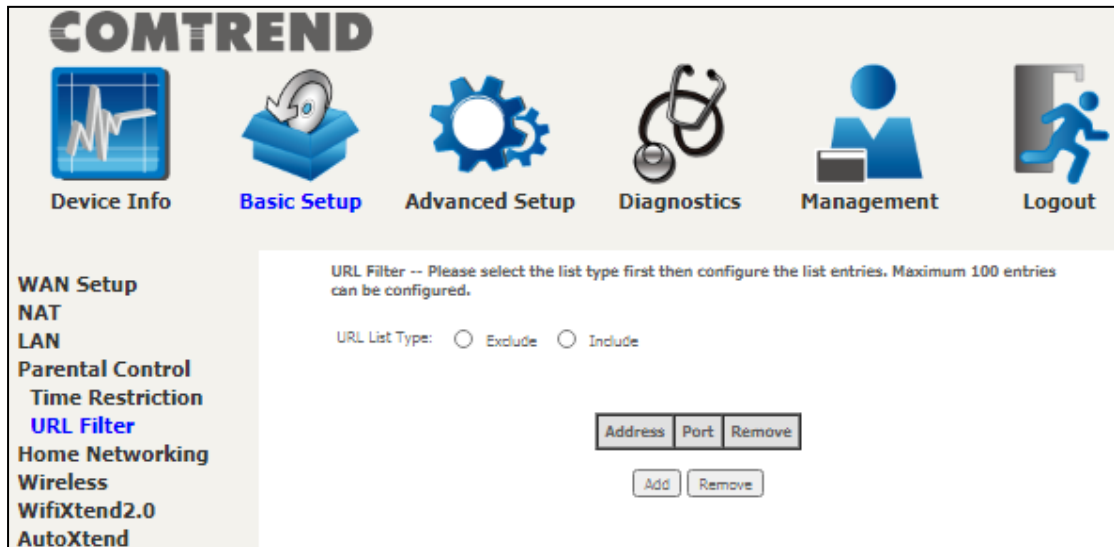 COMTREND
Device Info Basic Setup Advanced Setup Diagnostics Management Logout
WAN Setup
NAT
LAN
Parental Control
Time Restriction
URL Filter
Home Networking
Wireless
WifiXtend2.0
AutoXtend
URL Filter -- Please select the list type first then configure the list entries. Maximum 100 entries
can be configured.
URL List Type: Exclude Include
Address Port Remove
Add Remove